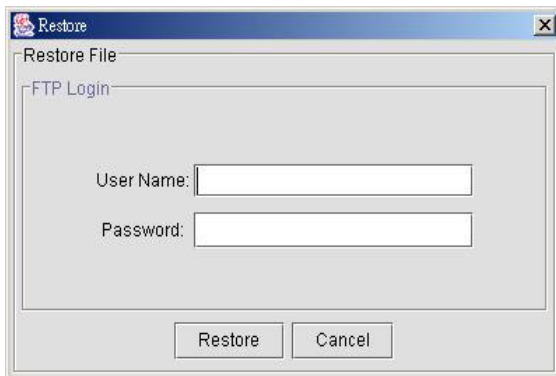 Restore
Restore File
FTP Login
User Name:
Password:
Restore Cancel